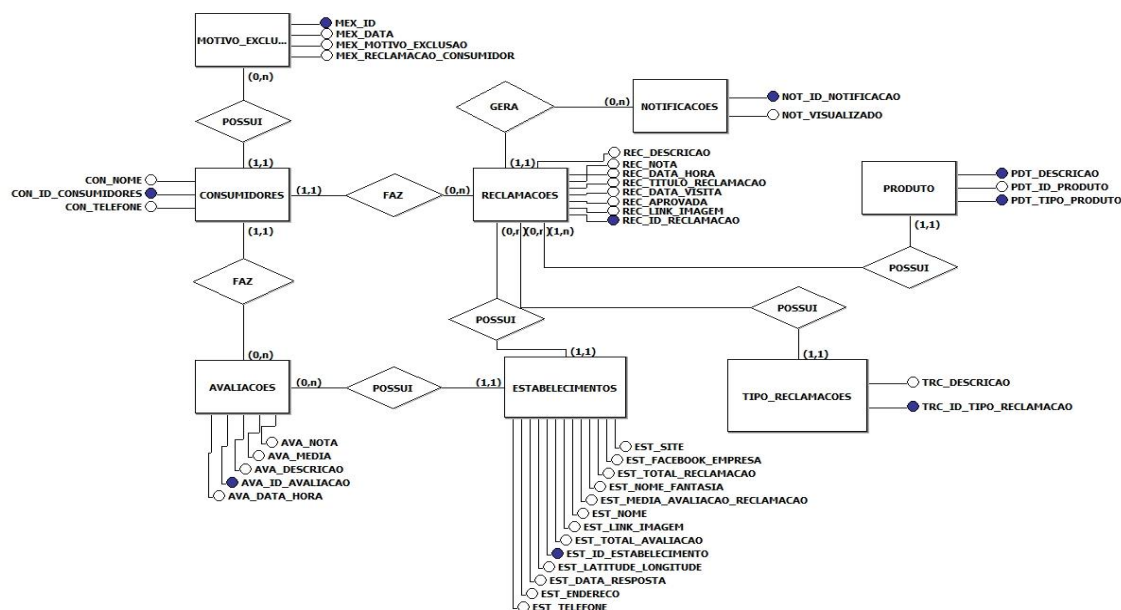 MOTIVO_EXCLU...
MEX_ID
MEX_DATA
MEX_MOTIVO_EXCLUSAO
MEX_RECLAMACAO_CONSUMIDOR
(0,n)
POSSUI
(1,1)
GERA
(0,n)
NOTIFICACOES
NOT_ID_NOTIFICACAO
NOT_VISUALIZADO
(1,1)
CON_NOME
CON_ID_CONSUMIDORES
CON_TELEFONE
CONSUMIDORES
(1,1)
FAZ
(0,n)
RECLAMACOES
REC_DESCRICAO
REC_NOTA
REC_DATA_HORA
REC_TITULO_RECLAMACAO
REC_DATA_VISITA
REC_APROVADA
REC_LINK_IMAGEM
REC_ID_RECLAMACAO
PRODUTO
PDT_DESCRICAO
PDT_ID_PRODUTO
PDT_TIPO_PRODUTO
(1,1)
(0,n)(0,n)(1,n)
(1,1)
POSSUI
FAZ
POSSUI
POSSUI
(0,n)
(1,1)
(1,1)
AVALIACOES
(0,n)
POSSUI
(1,1)
ESTABELECIMENTOS
TIPO_RECLAMACOES
TRC_DESCRICAO
TRC_ID_TIPO_RECLAMACAO
AVA_NOTA
AVA_MEDIA
AVA_DESCRICAO
AVA_ID_AVALIACAO
AVA_DATA_HORA
EST_SITE
EST_FACEBOOK_EMPRESA
EST_TOTAL_RECLAMACAO
EST_NOME_FANTASIA
EST_MEDIA_AVALIACAO_RECLAMACAO
EST_NOME
EST_LINK_IMAGEM
EST_TOTAL_AVALIACAO
EST_ID_ESTABELECIMENTO
EST_LATITUDE_LONGITUDE
EST_DATA_RESPOSTA
EST_ENDERECO
EST_TELEFONE